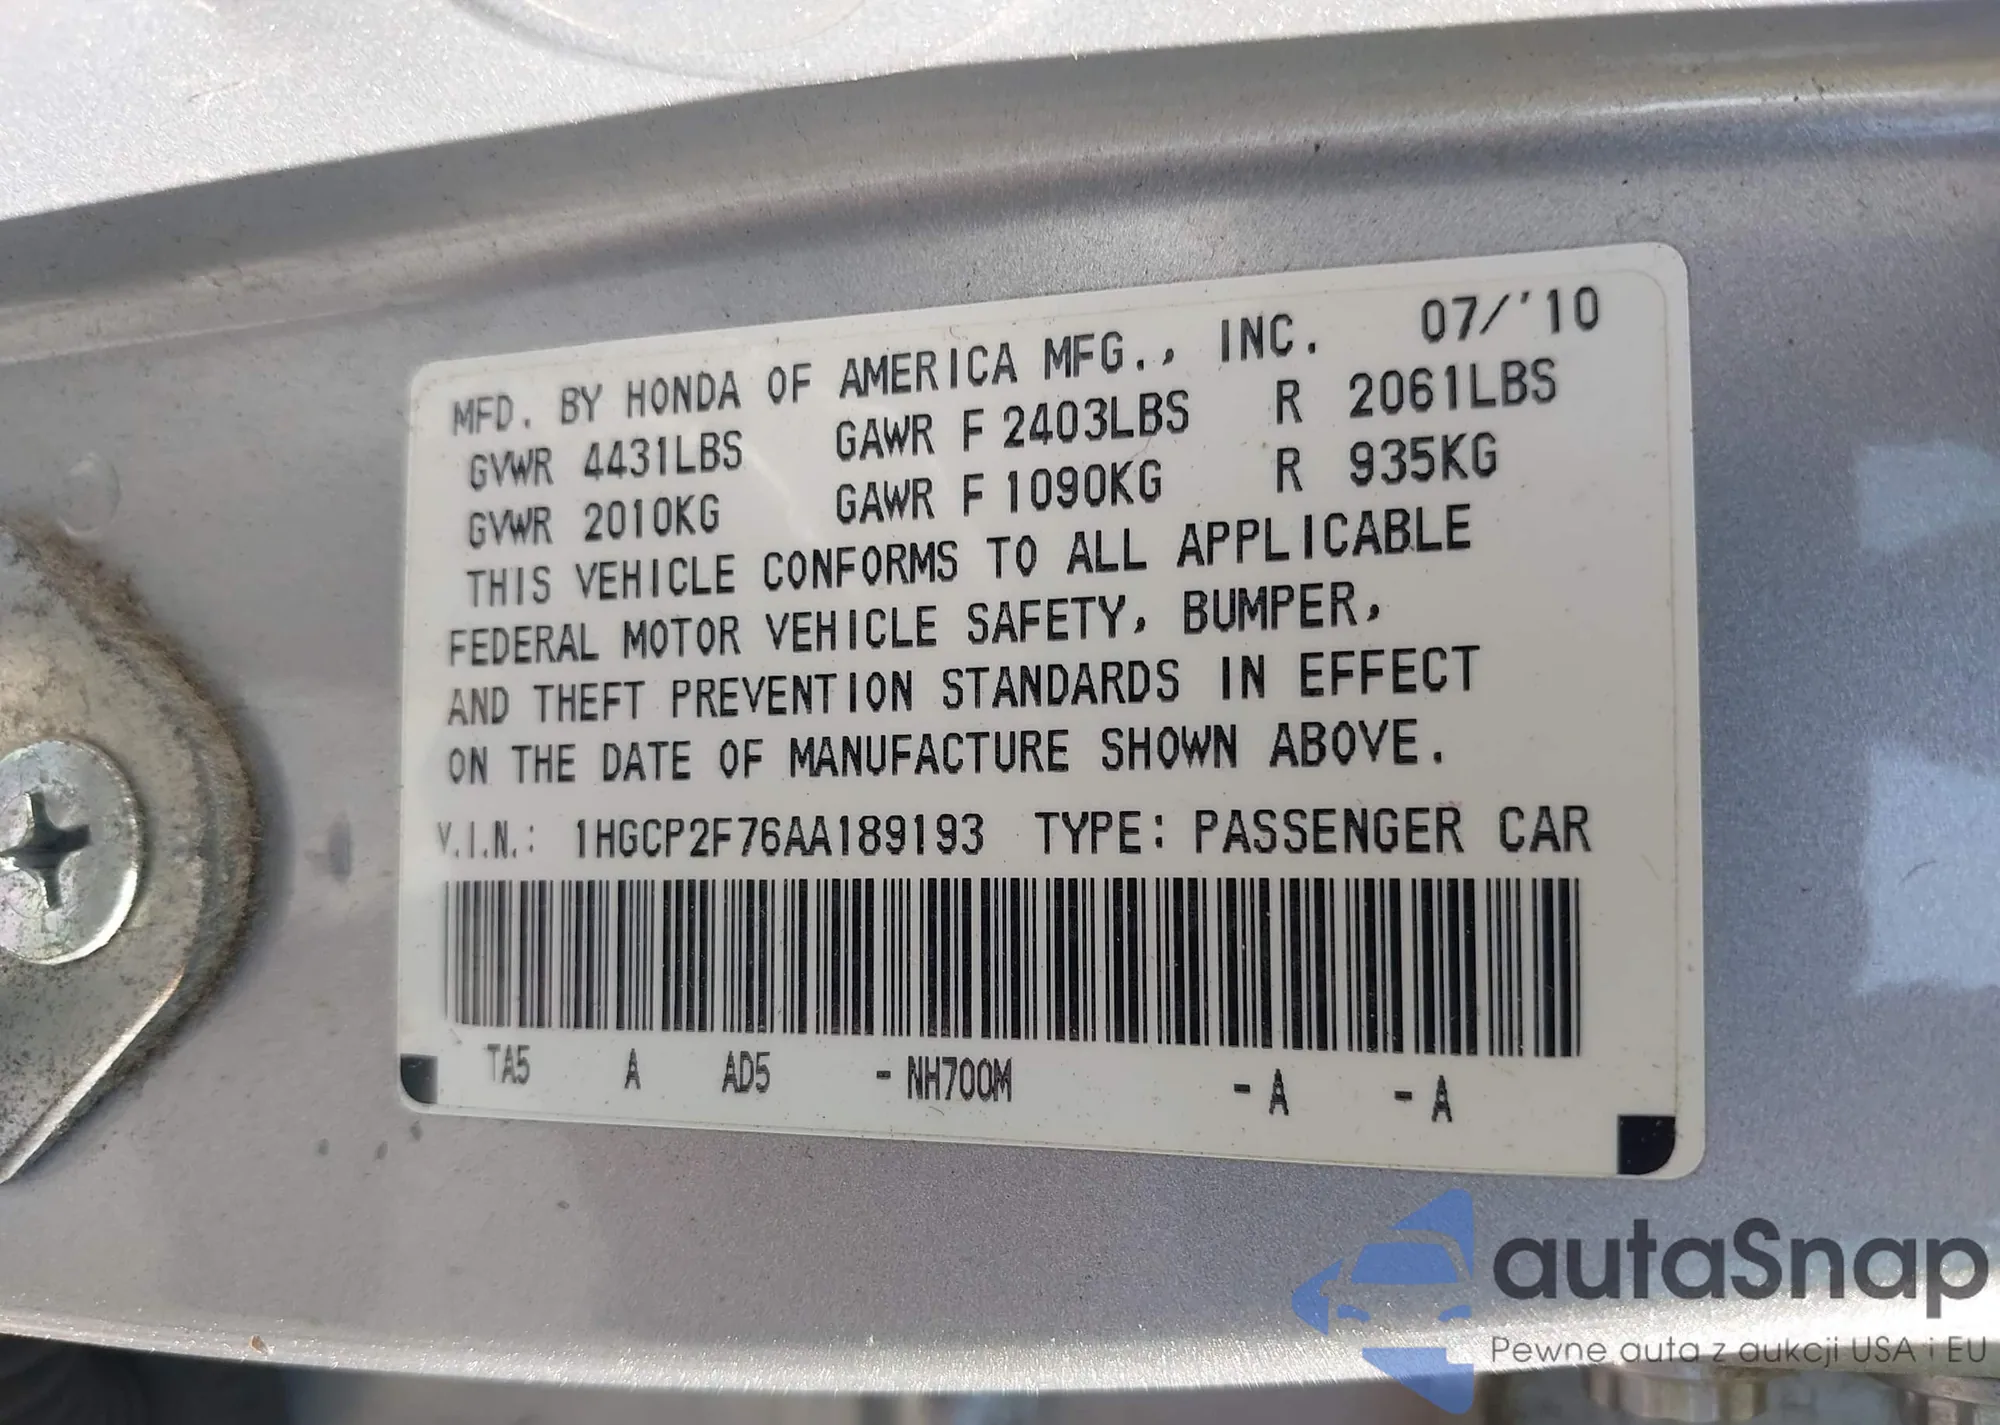 MFD. BY HONDA OF AMERICA MFG., INC. 07/'10
GVWR 4431LBS GAWR F 2403LBS R 2061LBS
GVWR 2010KG GAWR F 1090KG R 935KG
THIS VEHICLE CONFORMS TO ALL APPLICABLE
FEDERAL MOTOR VEHICLE SAFETY, BUMPER,
AND THEFT PREVENTION STANDARDS IN EFFECT
ON THE DATE OF MANUFACTURE SHOWN ABOVE.
V.I.N.: 1HGCP2F76AA189193 TYPE: PASSENGER CAR
TA5 A AD5 -NH700M -A -A
autaSnap
Pewne auta z aukcji USA i EU